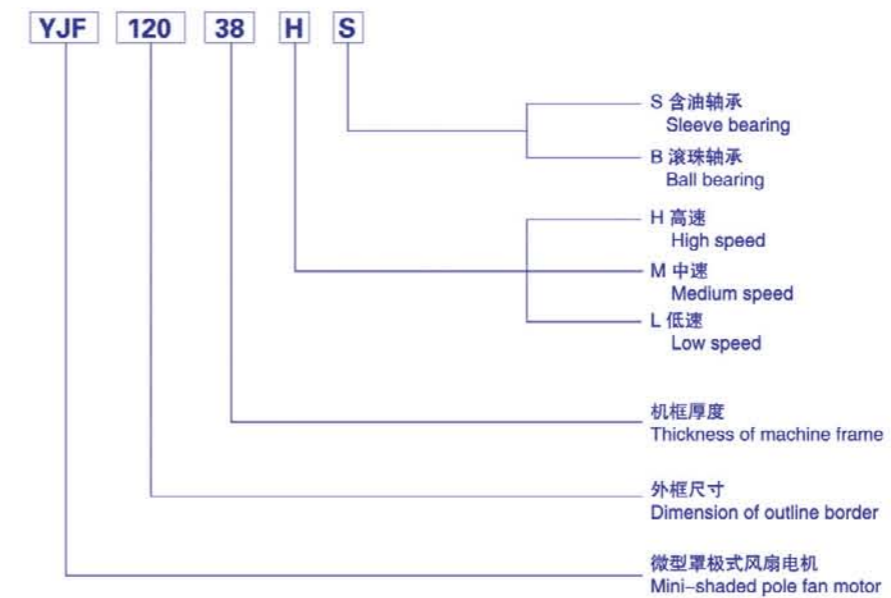 YJF 120 38 H S
S 含油轴承
Sleeve bearing
B 滚珠轴承
Ball bearing
H 高速
High speed
M 中速
Medium speed
L 低速
Low speed
机框厚度
Thickness of machine frame
外框尺寸
Dimension of outline border
微型罩极式风扇电机
Mini-shaded pole fan motor